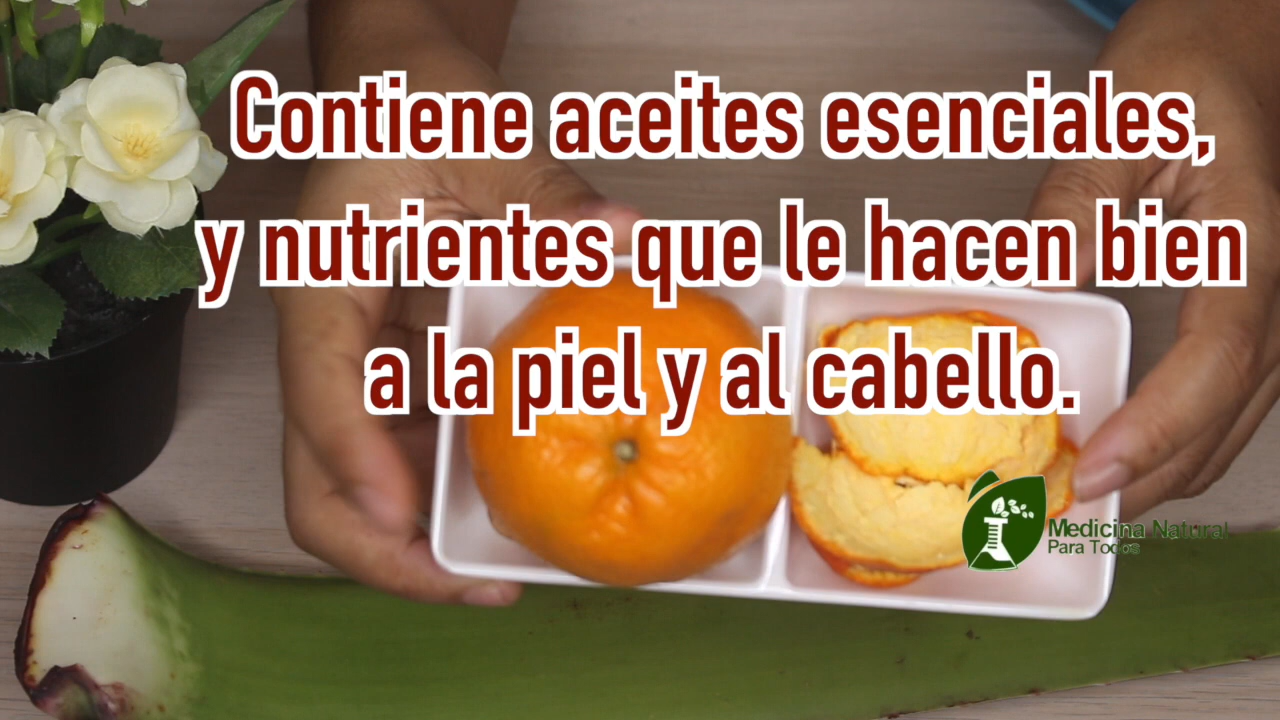 Contiene aceites esenciales,
y nutrientes que le hacen bien
a la piel y al cabello.
Medicina Natural
Para Todos